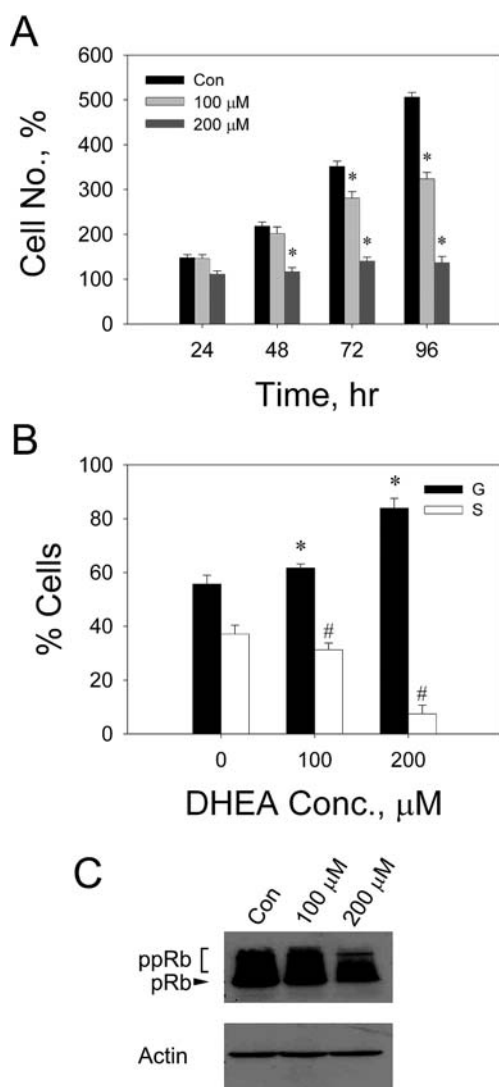 A
600
500
400
300
200
100
0
Cell No., %
Con
100 μM
200 μM
*
*
*
*
*
24 48 72 96
Time, hr
B
100
80
60
40
20
0
% Cells
G
S
*
*
#
#
0 100 200
DHEA Conc., μM
C
Con 100 μM 200 μM
ppRb
pRb
Actin